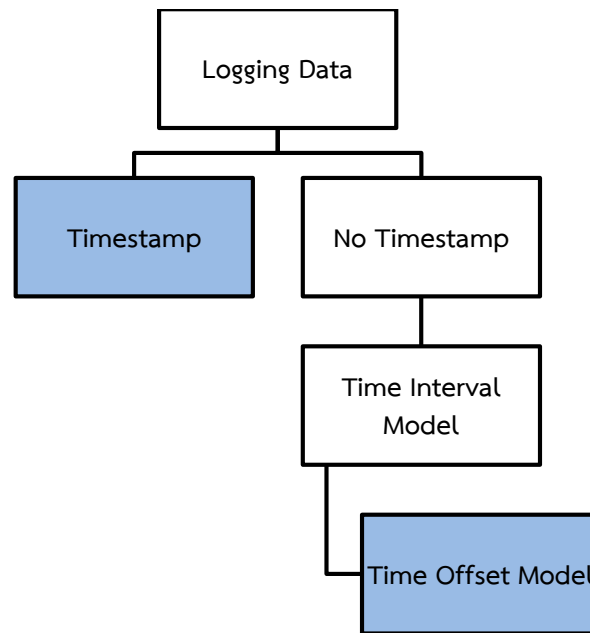 Logging Data
Timestamp
No Timestamp
Time Interval
Model
Time Offset Model